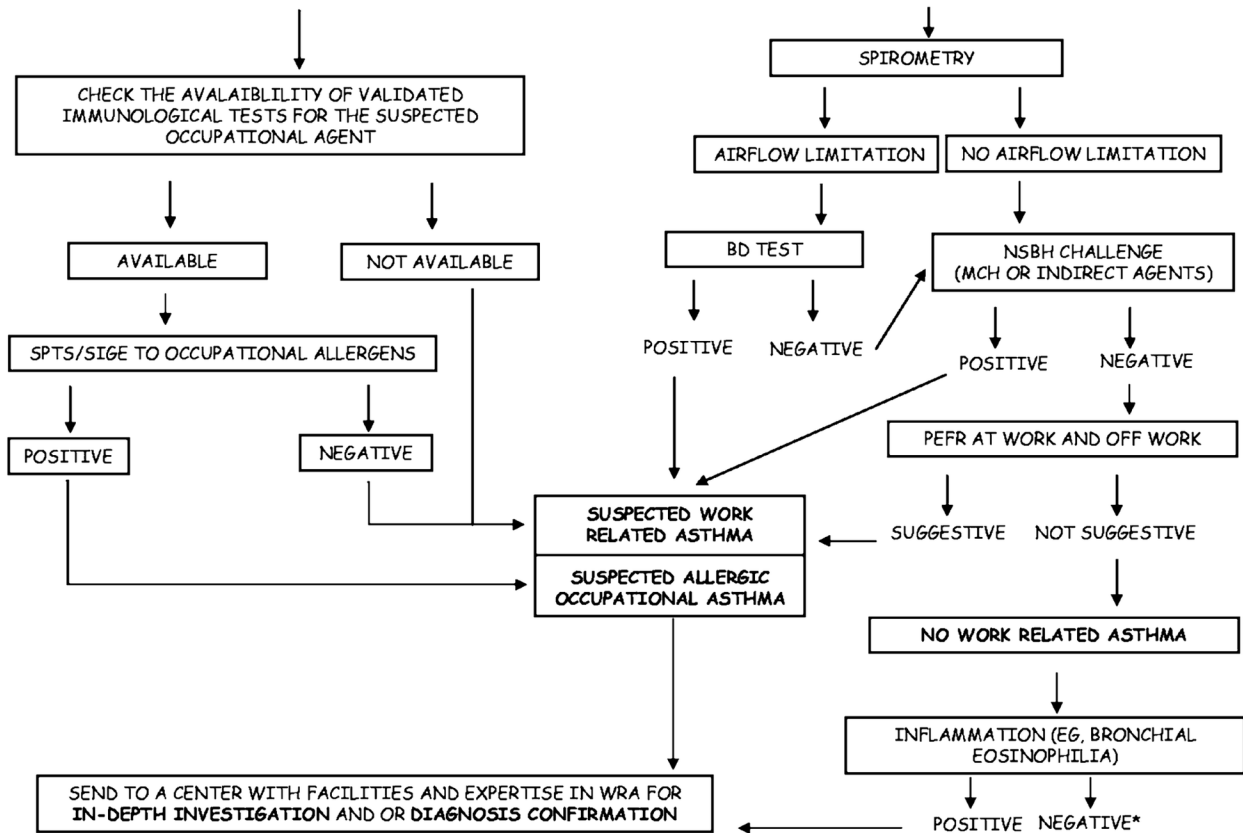 CHECK THE AVALAIBLILITY OF VALIDATED
IMMUNOLOGICAL TESTS FOR THE SUSPECTED
OCCUPATIONAL AGENT
AVAILABLE
NOT AVAILABLE
SPTS/SIGE TO OCCUPATIONAL ALLERGENS
POSITIVE
NEGATIVE
SPIROMETRY
AIRFLOW LIMITATION
NO AIRFLOW LIMITATION
BD TEST
NSBH CHALLENGE
(MCH OR INDIRECT AGENTS)
POSITIVE
NEGATIVE
POSITIVE
NEGATIVE
PEFR AT WORK AND OFF WORK
SUGGESTIVE
NOT SUGGESTIVE
SUSPECTED WORK
RELATED ASTHMA
SUSPECTED ALLERGIC
OCCUPATIONAL ASTHMA
NO WORK RELATED ASTHMA
INFLAMMATION (EG, BRONCHIAL
EOSINOPHILIA)
POSITIVE
NEGATIVE*
SEND TO A CENTER WITH FACILITIES AND EXPERTISE IN WRA FOR
IN-DEPTH INVESTIGATION AND OR DIAGNOSIS CONFIRMATION